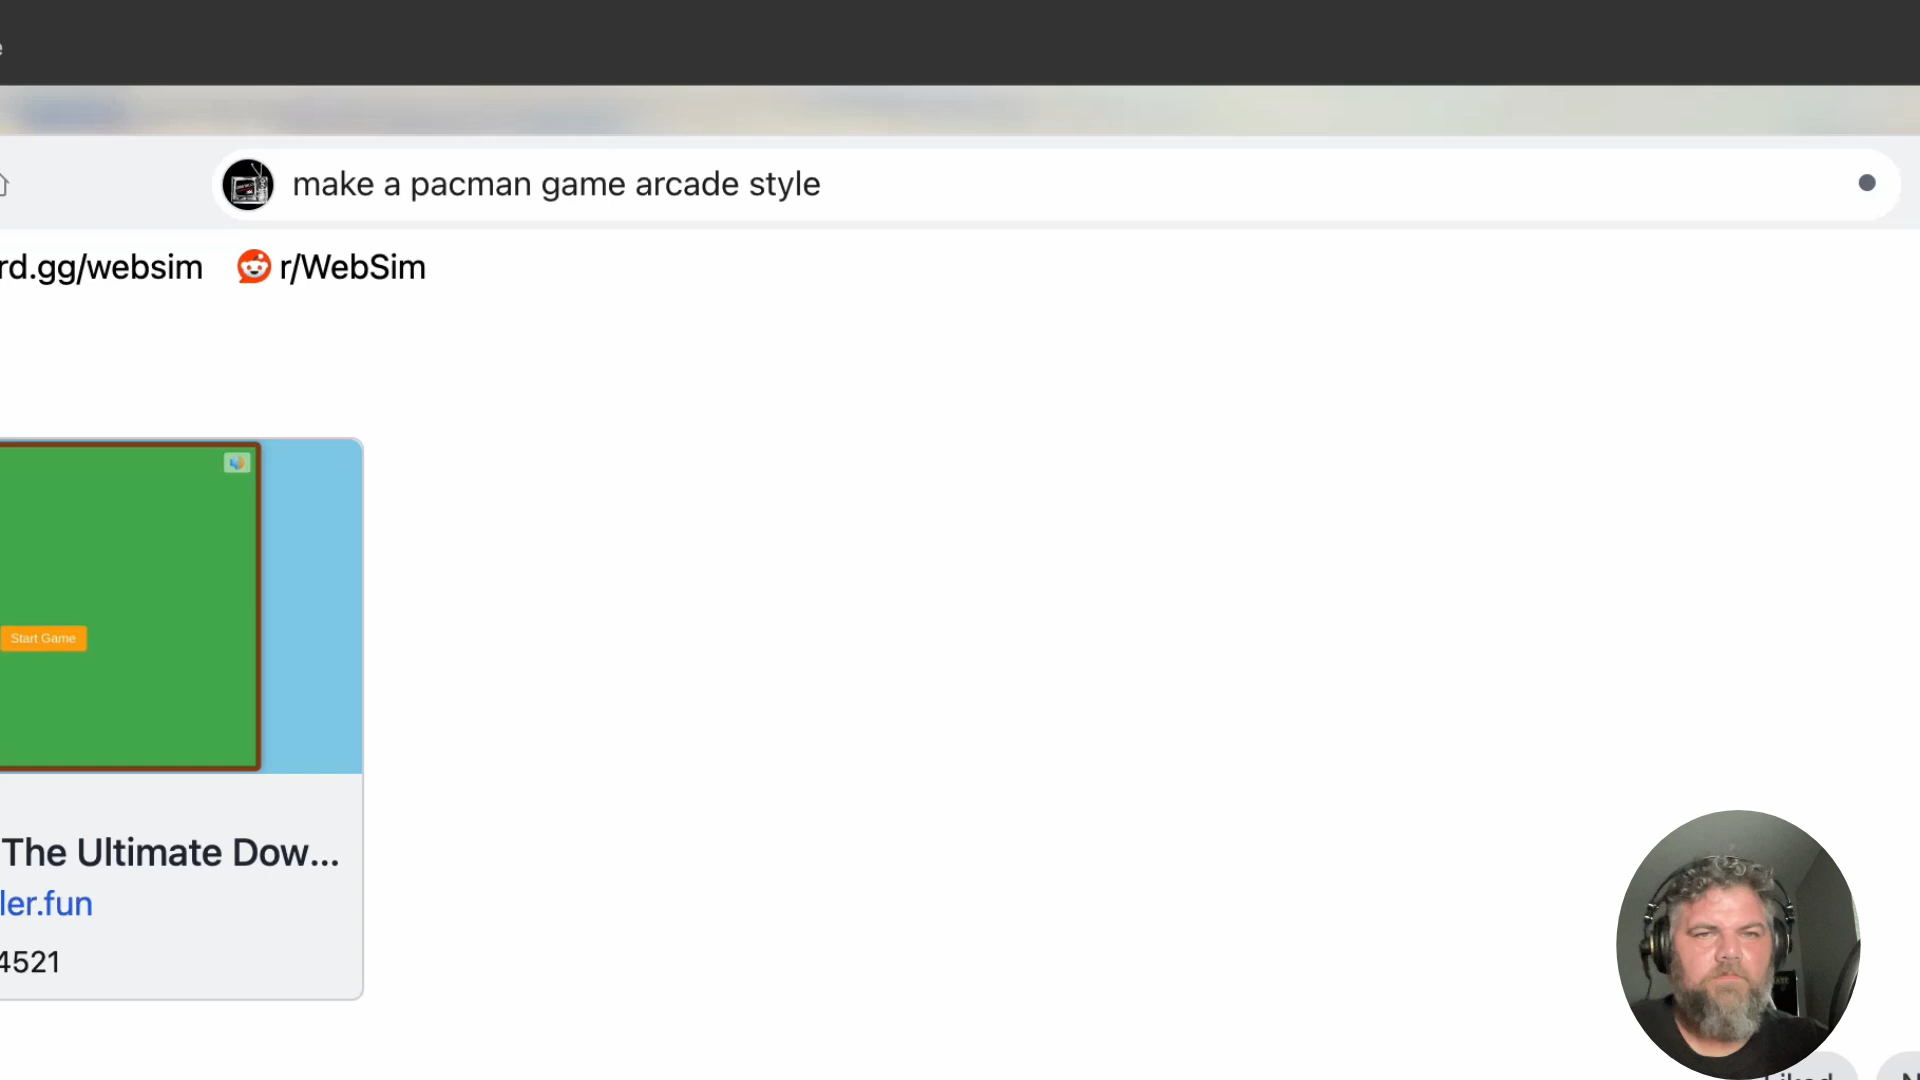 make a pacman game arcade style
rd.gg/websim r/WebSim
Start Game
The Ultimate Dow...
ler.fun
4521